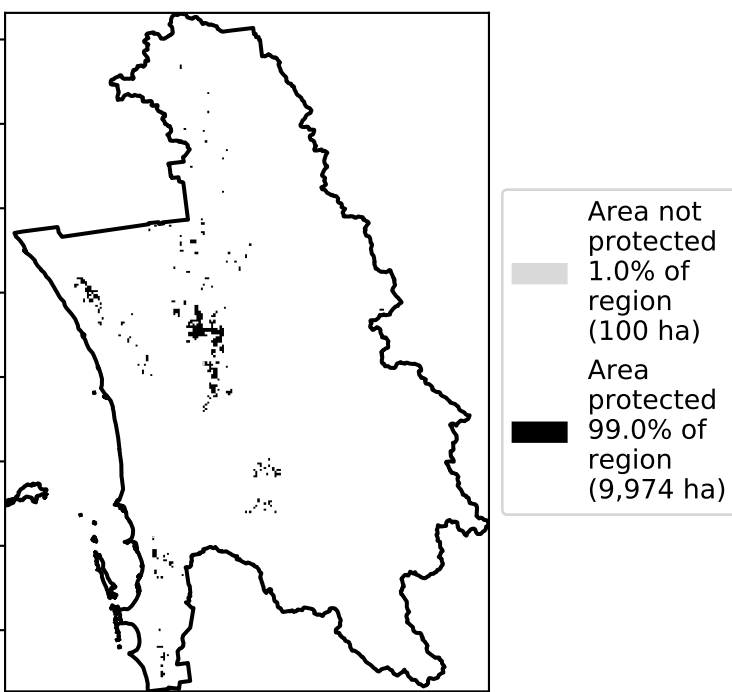 Area not
protected
1.0% of
region
(100 ha)
Area
protected
99.0% of
region
(9,974 ha)